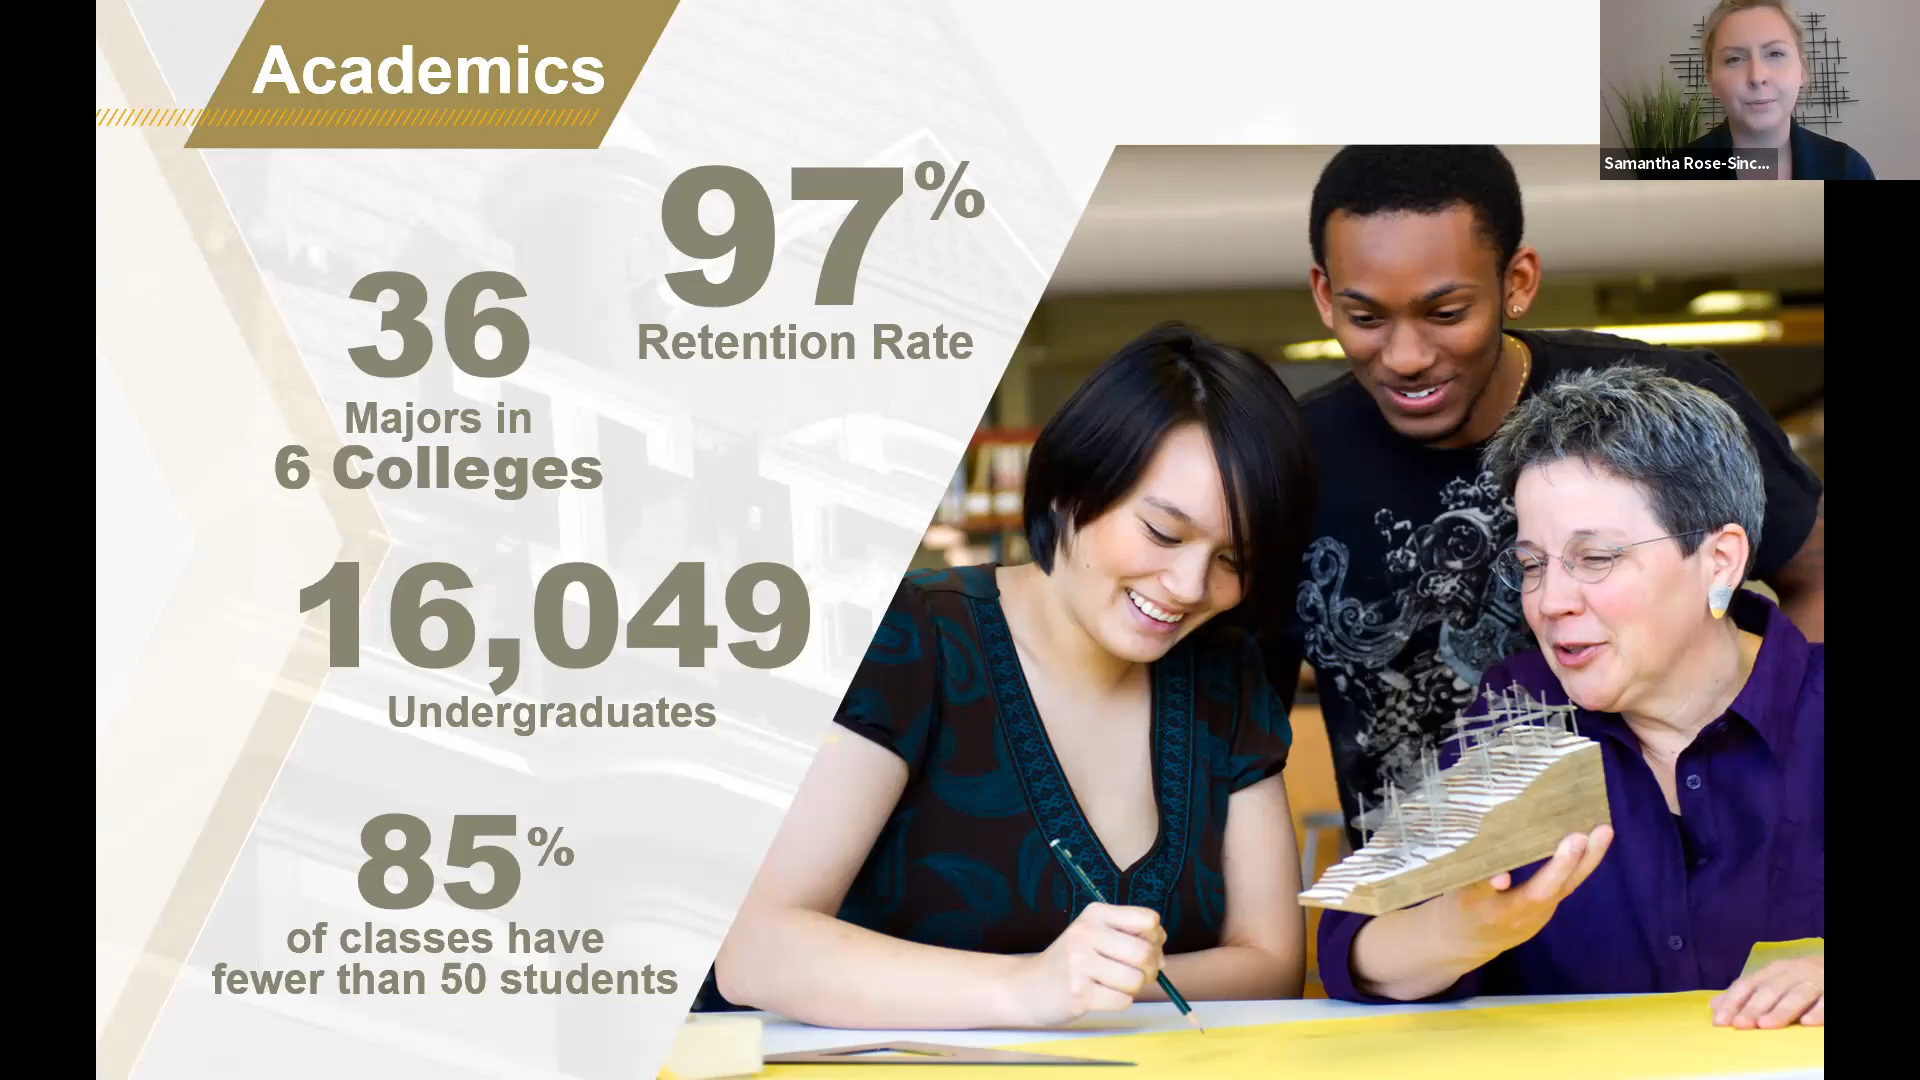 Academics
97%
Retention Rate
36
Majors in
6 Colleges
16,049
Undergraduates
85%
of classes have
fewer than 50 students
Samantha Rose-Sinc...